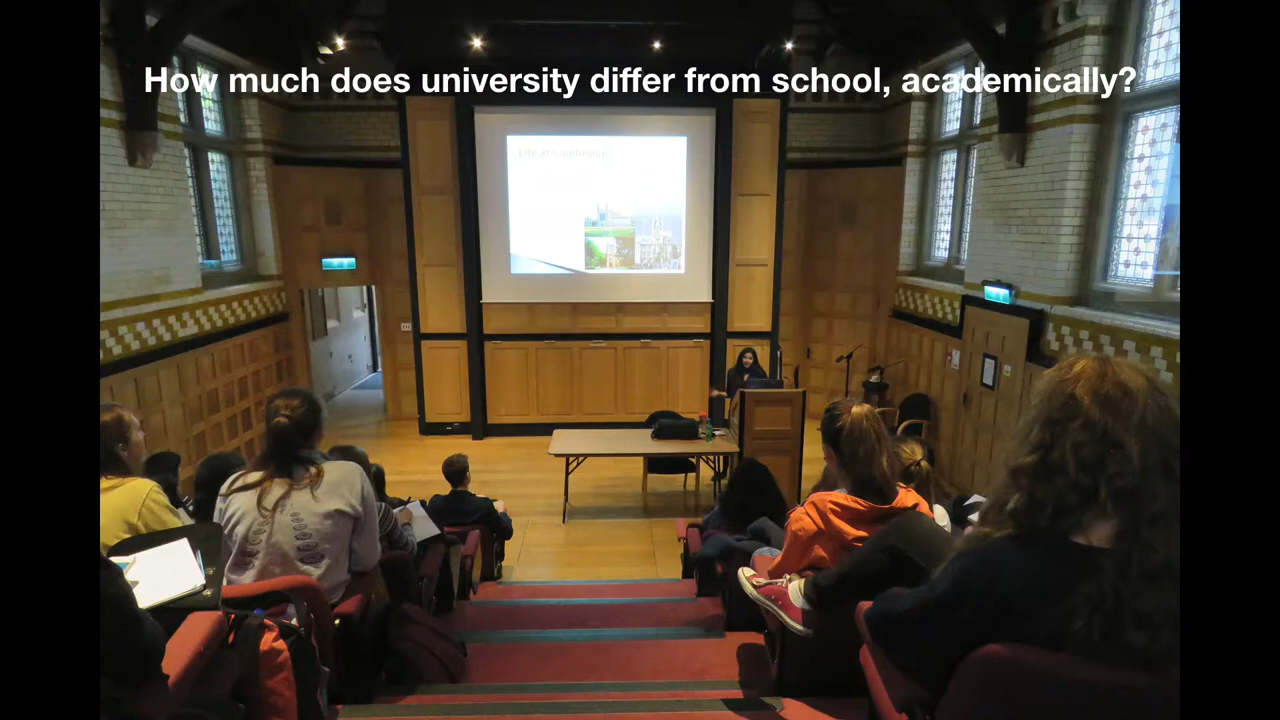 How much does university differ from school, academically?
Life at Cambridge